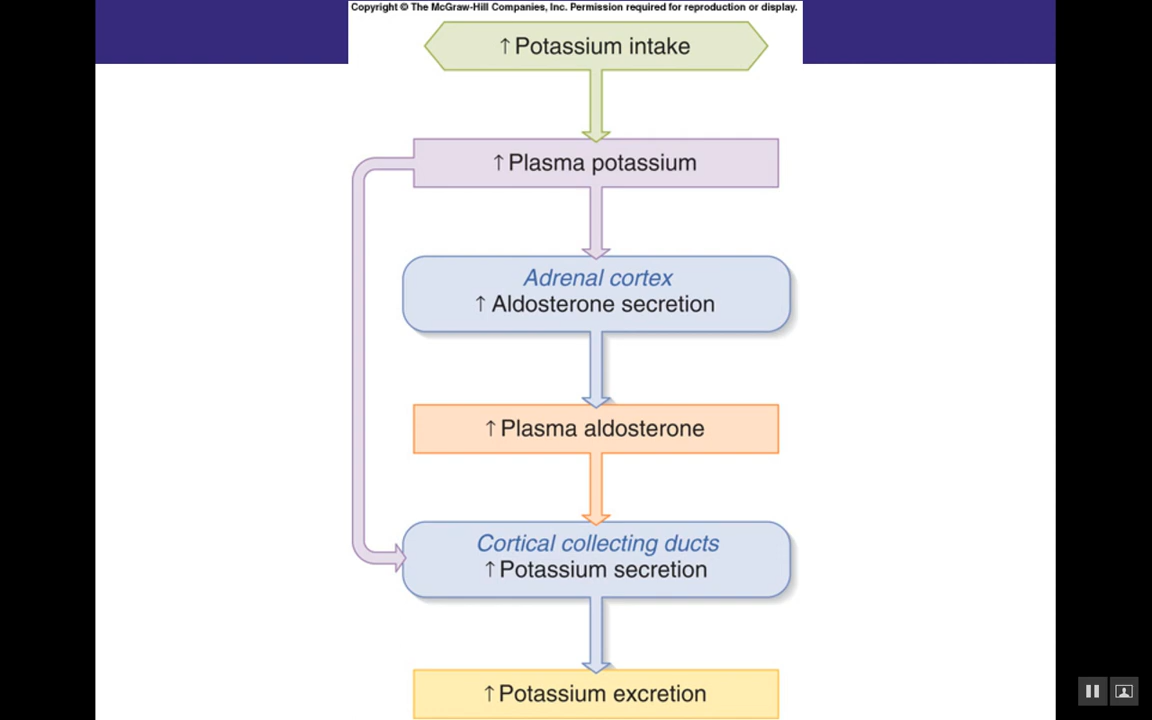 Copyright © The McGraw-Hill Companies, Inc. Permission required for reproduction or display.
↑ Potassium intake
↑ Plasma potassium
Adrenal cortex
↑ Aldosterone secretion
↑ Plasma aldosterone
Cortical collecting ducts
↑ Potassium secretion
↑ Potassium excretion